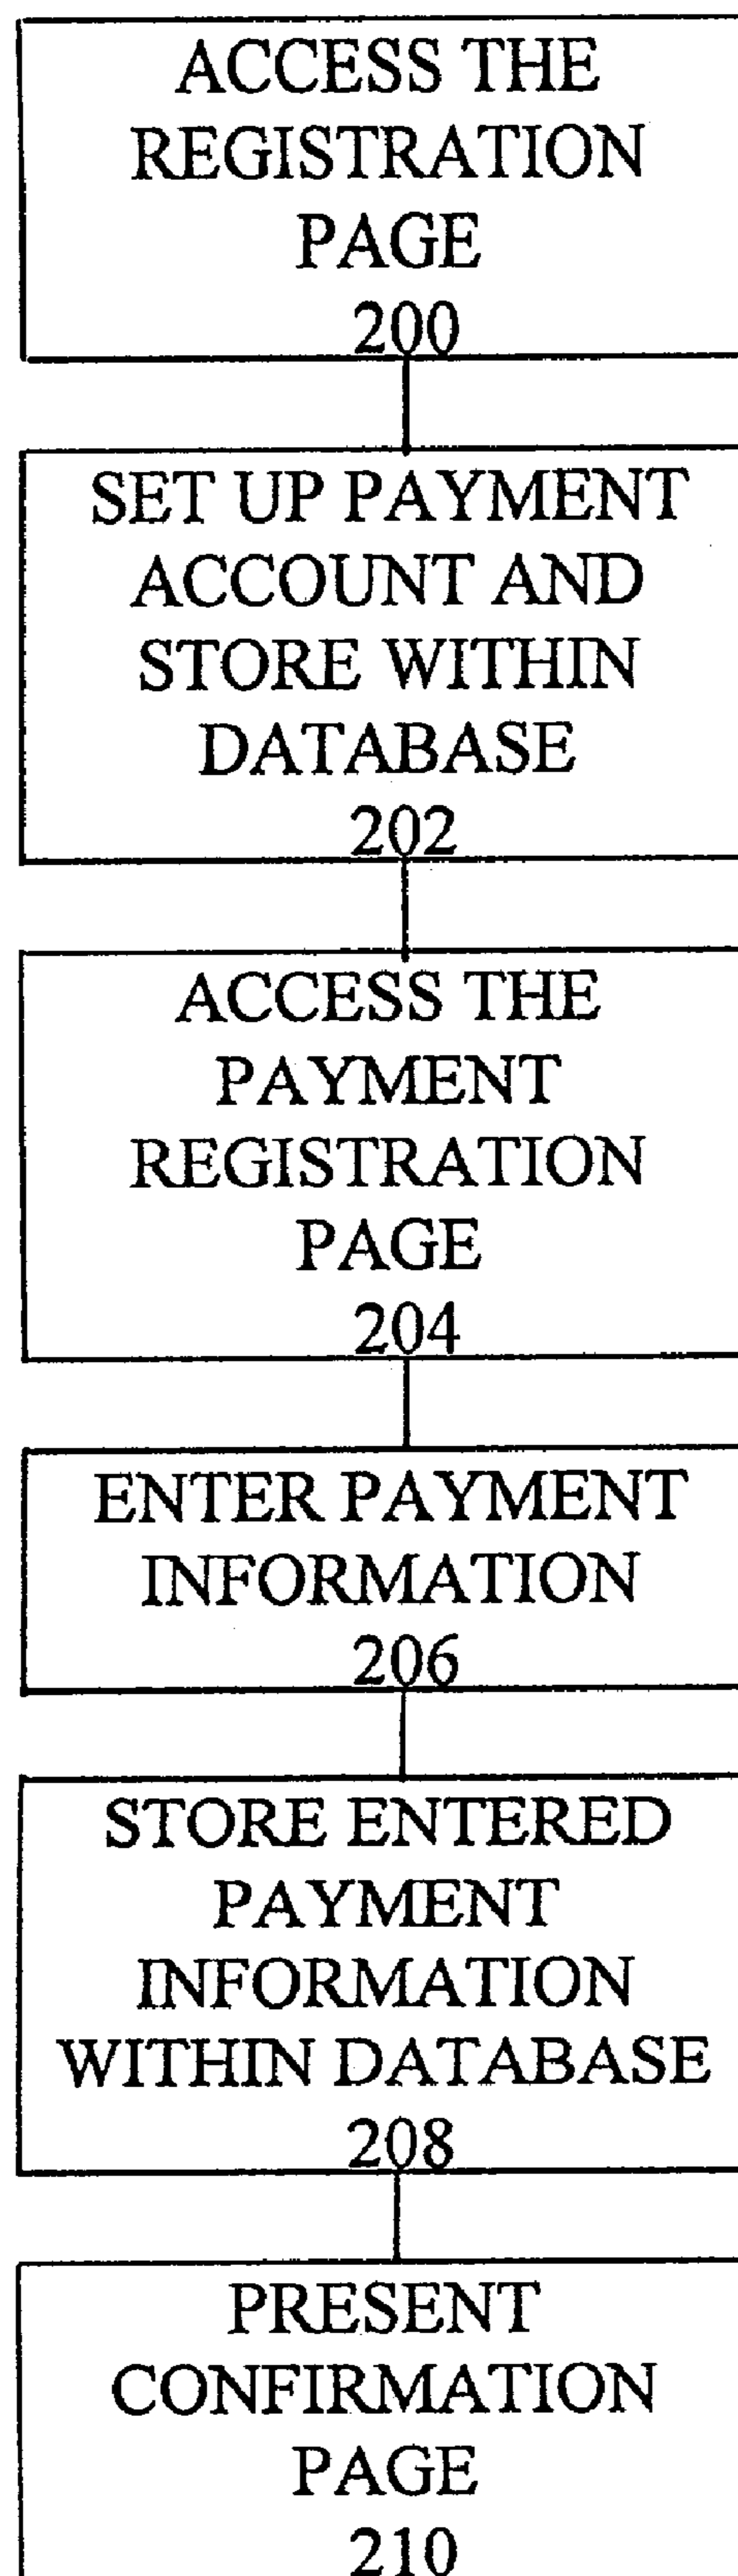 ACCESS THE
REGISTRATION
PAGE
200
SET UP PAYMENT
ACCOUNT AND
STORE WITHIN
DATABASE
202
ACCESS THE
PAYMENT
REGISTRATION
PAGE
204
ENTER PAYMENT
INFORMATION
206
STORE ENTERED
PAYMENT
INFORMATION
WITHIN DATABASE
208
PRESENT
CONFIRMATION
PAGE
210